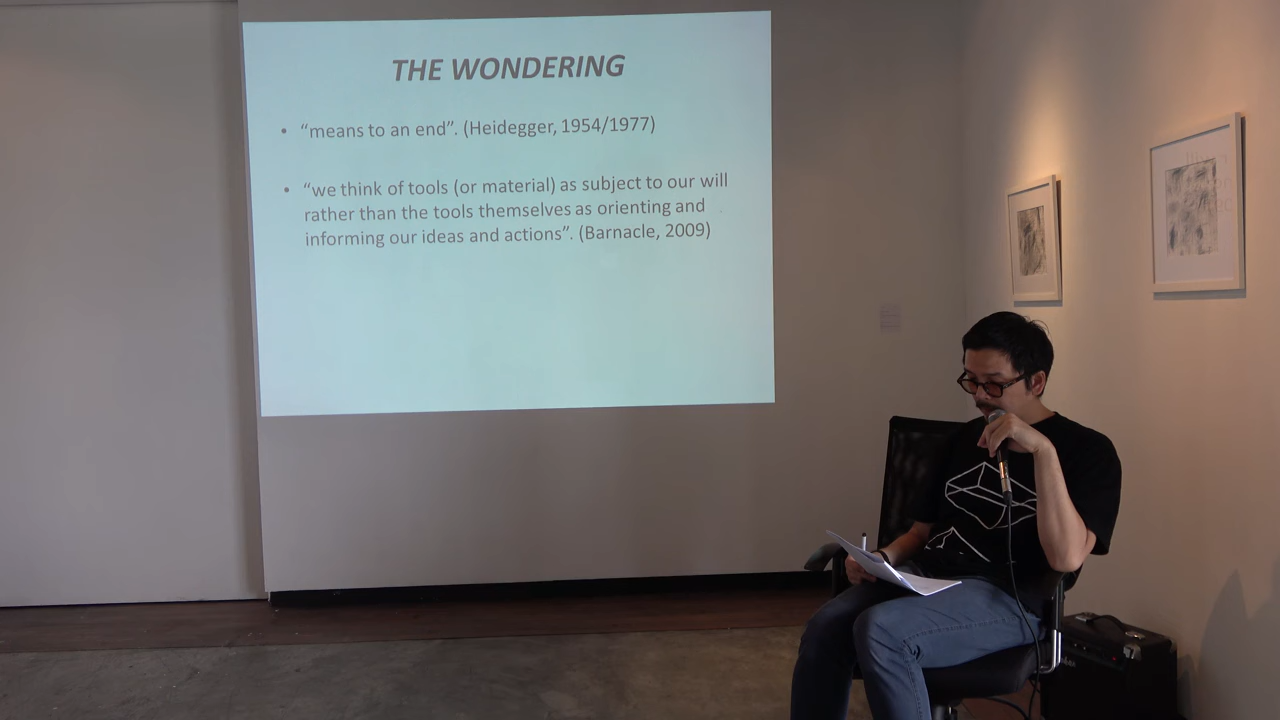 THE WONDERING
• "means to an end". (Heidegger, 1954/1977)
• "we think of tools (or material) as subject to our will
rather than the tools themselves as orienting and
informing our ideas and actions". (Barnacle, 2009)